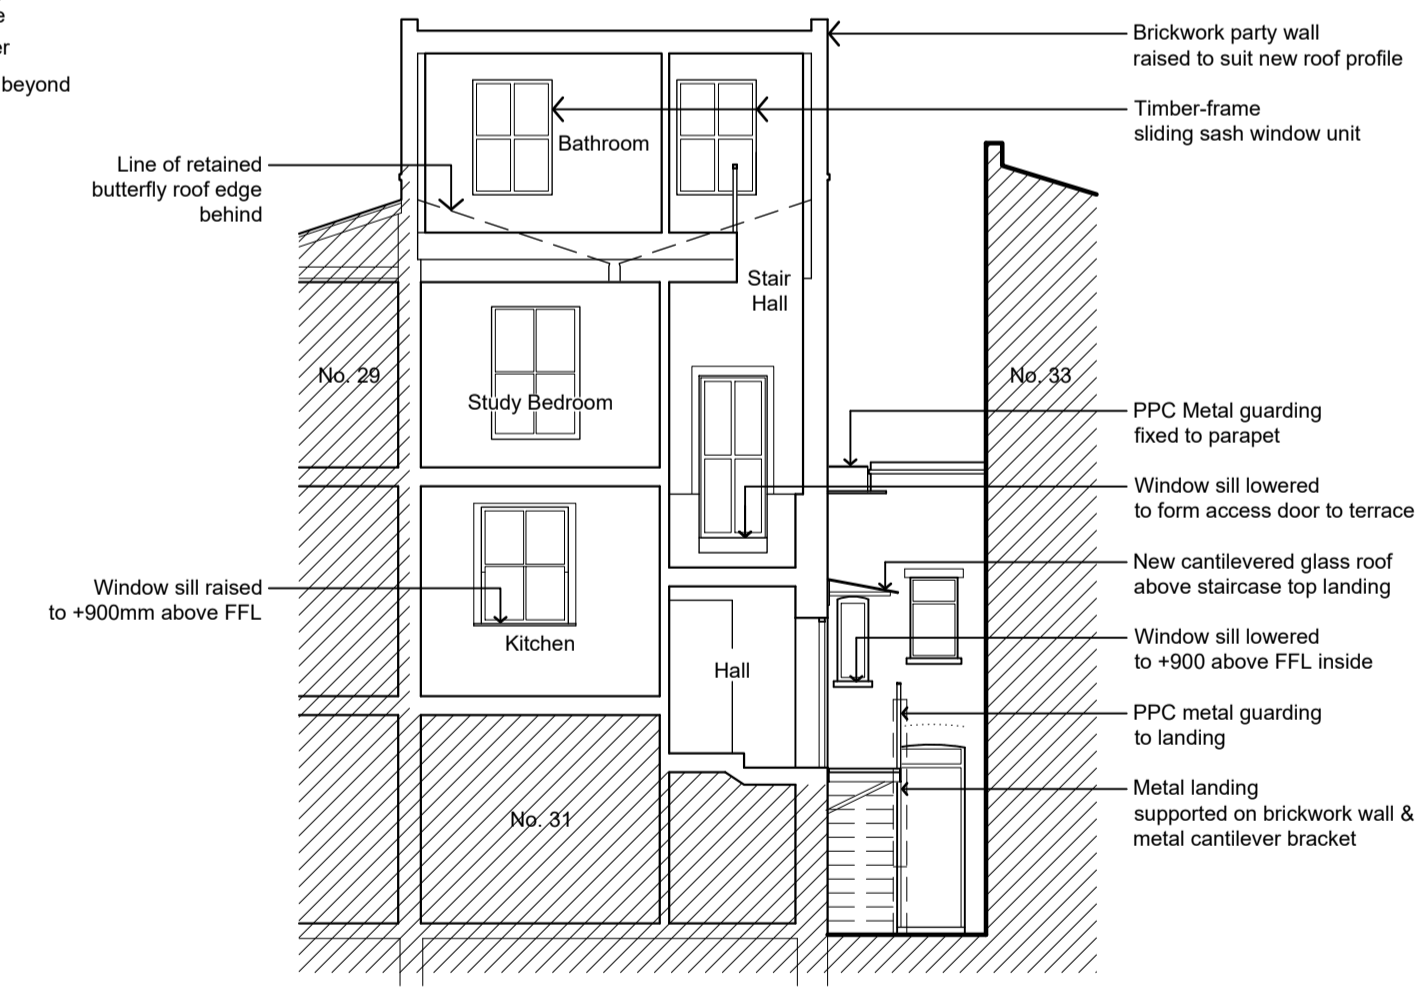 beyond
Brickwork party wall
raised to suit new roof profile
Timber-frame
sliding sash window unit
Bathroom
Line of retained
butterfly roof edge
behind
Stair
Hall
No. 29
Study Bedroom
No. 33
PPC Metal guarding
fixed to parapet
Window sill lowered
to form access door to terrace
New cantilevered glass roof
above staircase top landing
Window sill raised
to +900mm above FFL
Kitchen
Hall
Window sill lowered
to +900 above FFL inside
PPC metal guarding
to landing
Metal landing
supported on brickwork wall &
metal cantilever bracket
No. 31